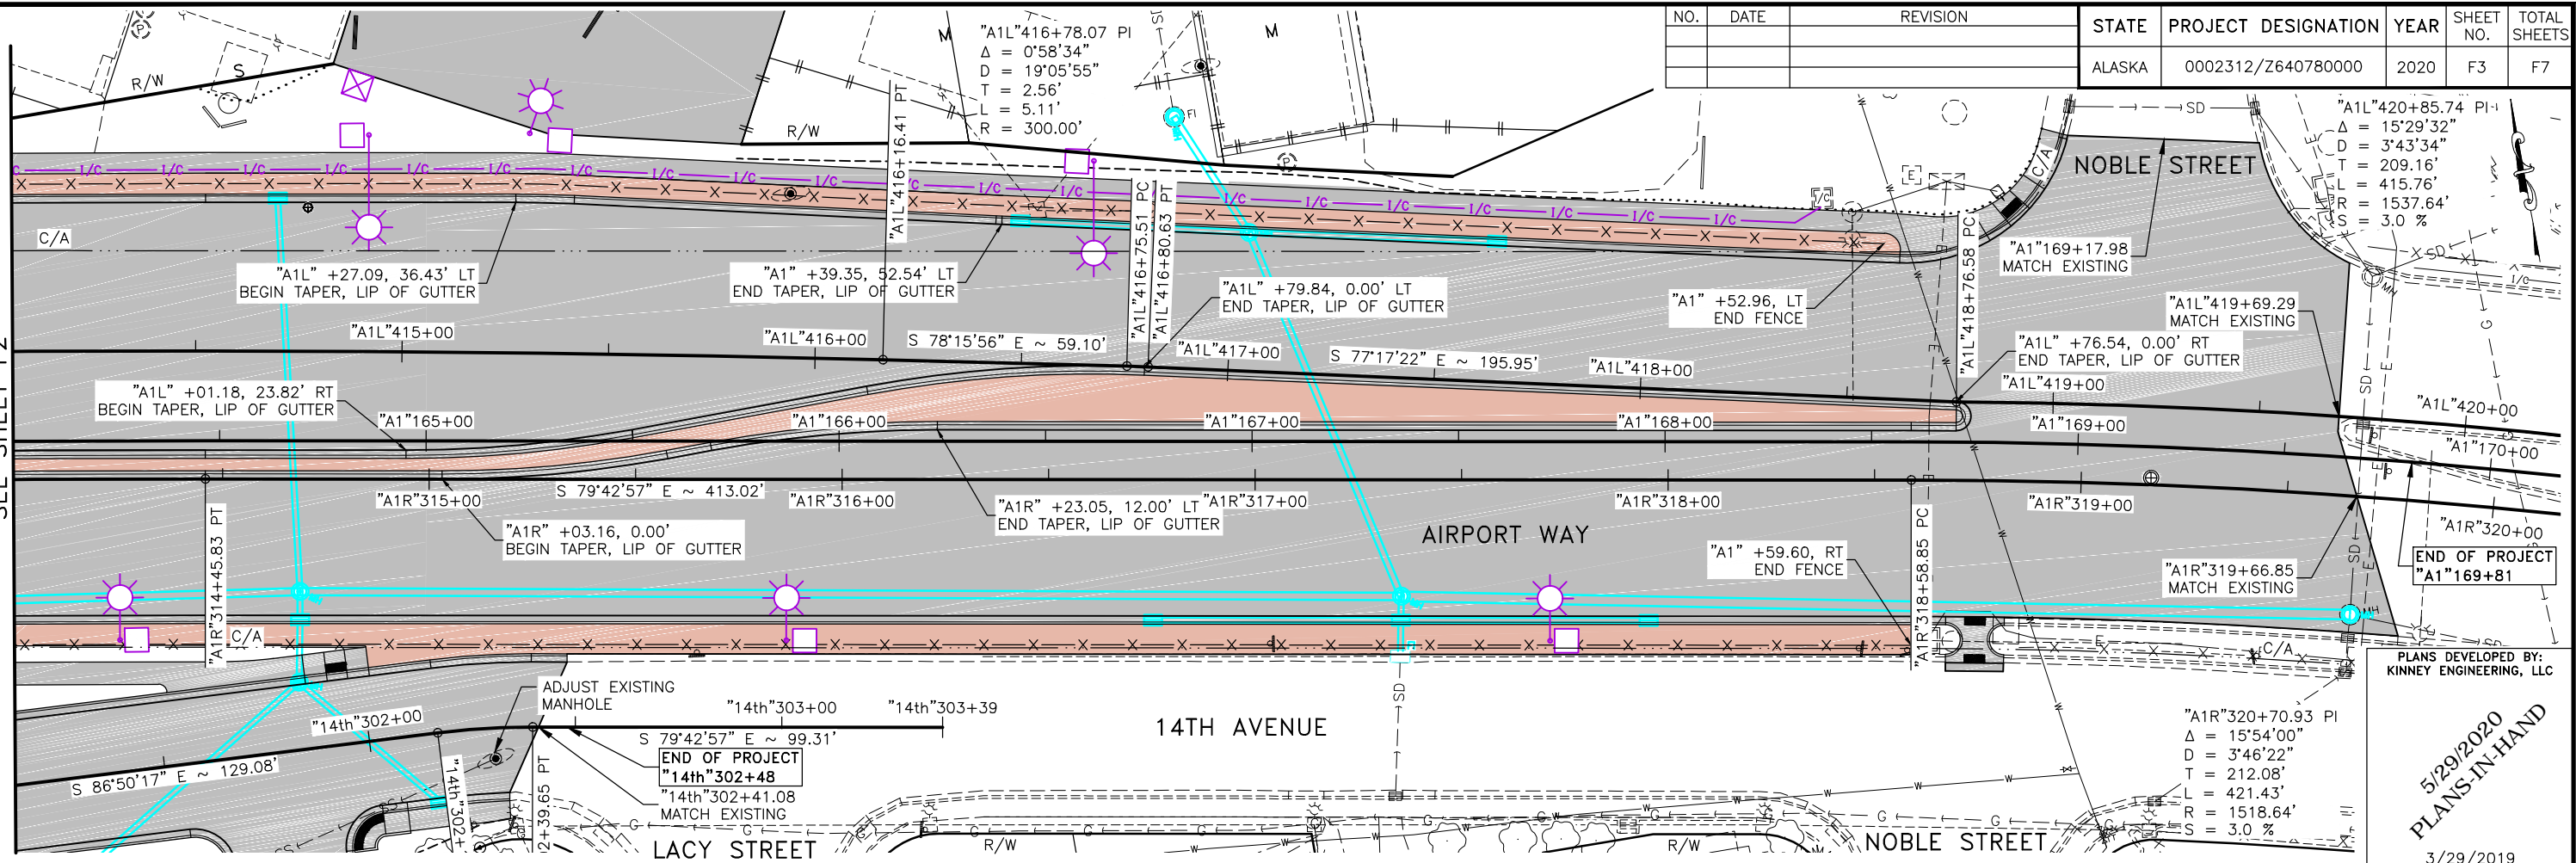 NO. DATE REVISION
STATE PROJECT DESIGNATION YEAR SHEET NO. TOTAL SHEETS
ALASKA 0002312/Z640780000 2020 F3 F7
"A1L"416+78.07 PI
Δ = 0°58'34"
D = 19°05'55"
T = 2.56'
L = 5.11'
R = 300.00'
"A1L"420+85.74 PI
Δ = 15°29'32"
D = 3°43'34"
T = 209.16'
L = 415.76'
R = 1537.64'
S = 3.0 %
R/W
S
M
M
R/W
FI
SD
SD
NOBLE STREET
C/A
E
I/C
I/C I/C I/C I/C I/C I/C I/C I/C I/C I/C I/C I/C I/C I/C I/C I/C
"A1L"416+16.41 PT
"A1L"416+75.51 PC
"A1L"416+80.63 PT
"A1L"418+76.58 PC
C/A
"A1L" +27.09, 36.43' LT
BEGIN TAPER, LIP OF GUTTER
"A1" +39.35, 52.54' LT
END TAPER, LIP OF GUTTER
"A1L" +79.84, 0.00' LT
END TAPER, LIP OF GUTTER
"A1" +52.96, LT
END FENCE
"A1"169+17.98
MATCH EXISTING
"A1L"419+69.29
MATCH EXISTING
"A1L" +76.54, 0.00' RT
END TAPER, LIP OF GUTTER
"A1L"415+00
"A1L"416+00
S 78°15'56" E ~ 59.10'
"A1L"417+00
S 77°17'22" E ~ 195.95'
"A1L"418+00
"A1L"419+00
"A1L"420+00
"A1L" +01.18, 23.82' RT
BEGIN TAPER, LIP OF GUTTER
"A1"165+00
"A1"166+00
"A1"167+00
"A1"168+00
"A1"169+00
"A1"170+00
"A1R"315+00
S 79°42'57" E ~ 413.02'
"A1R"316+00
"A1R"317+00
"A1R"318+00
"A1R"319+00
"A1R"320+00
"A1R" +03.16, 0.00'
BEGIN TAPER, LIP OF GUTTER
"A1R" +23.05, 12.00' LT
END TAPER, LIP OF GUTTER
AIRPORT WAY
"A1" +59.60, RT
END FENCE
"A1R"319+66.85
MATCH EXISTING
END OF PROJECT
"A1"169+81
"A1R"314+45.83 PT
"A1R"318+58.85 PC
C/A
C/A
MH
MH
ADJUST EXISTING
MANHOLE
"14th"302+00
"14th"303+00
"14th"303+39
S 79°42'57" E ~ 99.31'
END OF PROJECT
"14th"302+48
"14th"302+41.08
MATCH EXISTING
S 86°50'17" E ~ 129.08'
"14th"302+
2+39.65 PT
14TH AVENUE
SD
LACY STREET
R/W
R/W
NOBLE STREET
"A1R"320+70.93 PI
Δ = 15°54'00"
D = 3°46'22"
T = 212.08'
L = 421.43'
R = 1518.64'
S = 3.0 %
PLANS DEVELOPED BY:
KINNEY ENGINEERING, LLC
5/29/2020
PLANS-IN-HAND
3/29/2019